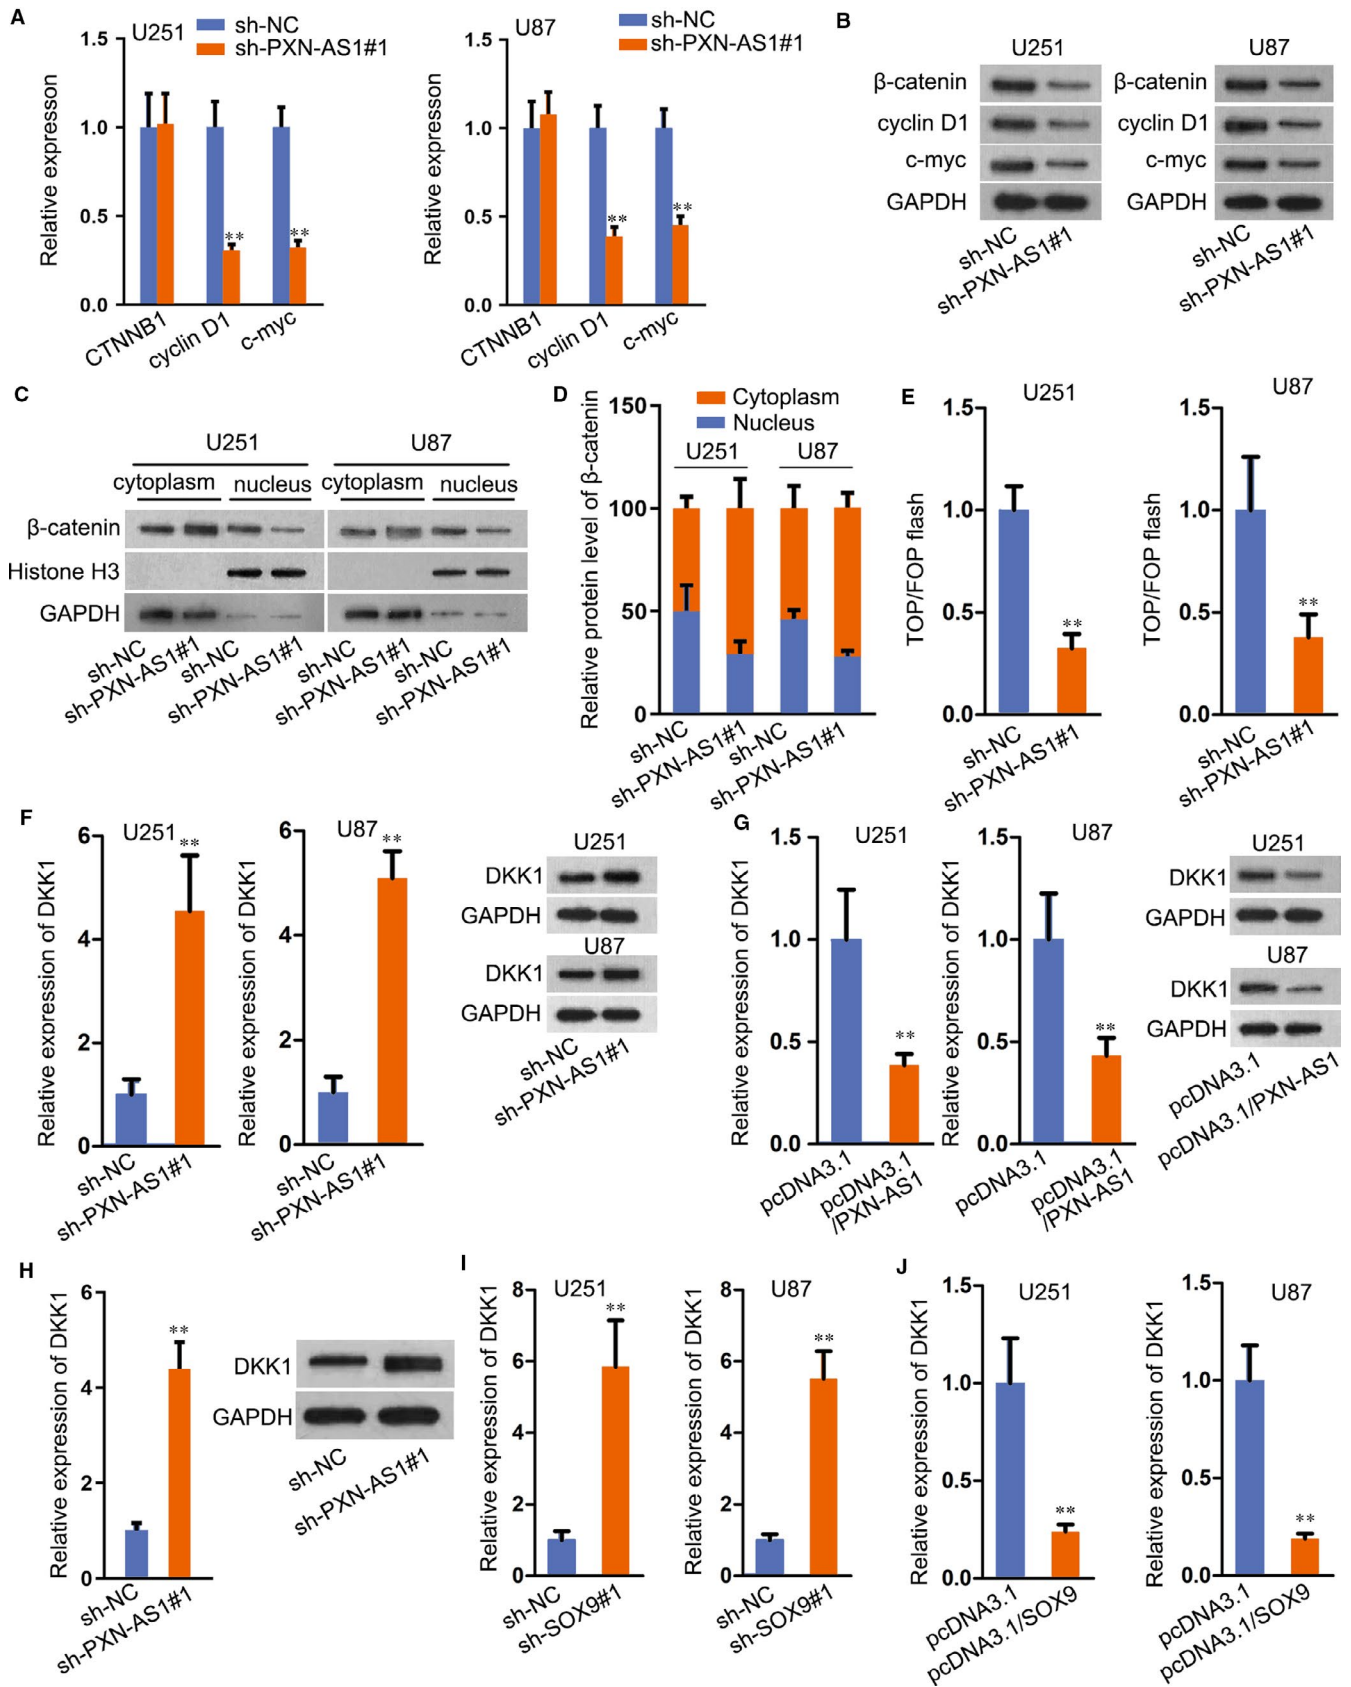 A
U251
sh-NC
sh-PXN-AS1#1
Relative expresson
1.5
1.0
0.5
0.0
**
**
CTNNB1
cyclin D1
c-myc
U87
sh-NC
sh-PXN-AS1#1
Relative expression
1.5
1.0
0.5
0.0
**
**
CTNNB1
cyclin D1
c-myc
B
U251
β-catenin
cyclin D1
c-myc
GAPDH
sh-NC
sh-PXN-AS1#1
U87
β-catenin
cyclin D1
c-myc
GAPDH
sh-NC
sh-PXN-AS1#1
C
U251
U87
cytoplasm
nucleus
cytoplasm
nucleus
β-catenin
Histone H3
GAPDH
sh-NC
sh-PXN-AS1#1
sh-NC
sh-PXN-AS1#1
sh-NC
sh-PXN-AS1#1
sh-NC
sh-PXN-AS1#1
D
Cytoplasm
Nucleus
Relative protein level of β-catenin
150
100
50
0
U251
U87
sh-NC
sh-PXN-AS1#1
sh-NC
sh-PXN-AS1#1
E
U251
TOP/FOP flash
1.5
1.0
0.5
0.0
**
sh-NC
sh-PXN-AS1#1
U87
TOP/FOP flash
1.5
1.0
0.5
0.0
**
sh-NC
sh-PXN-AS1#1
F
U251
Relative expression of DKK1
6
4
2
0
**
sh-NC
sh-PXN-AS1#1
U87
Relative expression of DKK1
6
4
2
0
**
sh-NC
sh-PXN-AS1#1
U251
DKK1
GAPDH
U87
DKK1
GAPDH
sh-NC
sh-PXN-AS1#1
G
U251
Relative expression of DKK1
1.5
1.0
0.5
0.0
**
pcDNA3.1
pcDNA3.1
/PXN-AS1
U87
Relative expression of DKK1
1.5
1.0
0.5
0.0
**
pcDNA3.1
pcDNA3.1
/PXN-AS1
U251
DKK1
GAPDH
U87
DKK1
GAPDH
pcDNA3.1
pcDNA3.1/PXN-AS1
H
Relative expression of DKK1
6
4
2
0
**
sh-NC
sh-PXN-AS1#1
DKK1
GAPDH
sh-NC
sh-PXN-AS1#1
I
U251
Relative expression of DKK1
8
6
4
2
0
**
sh-NC
sh-SOX9#1
U87
Relative expression of DKK1
8
6
4
2
0
**
sh-NC
sh-SOX9#1
J
U251
Relative expression of DKK1
1.5
1.0
0.5
0.0
**
pcDNA3.1
pcDNA3.1/SOX9
U87
Relative expression of DKK1
1.5
1.0
0.5
0.0
**
pcDNA3.1
pcDNA3.1/SOX9